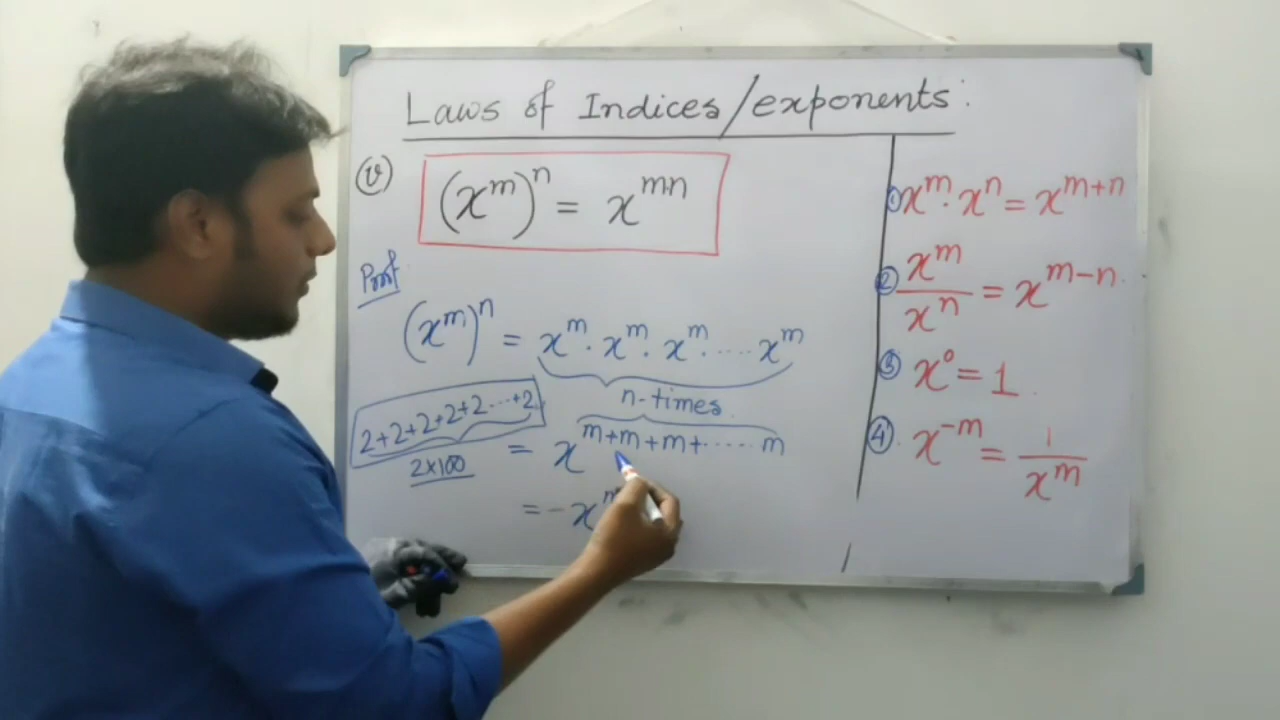 Laws of Indices/exponents:
(v) (x^m)^n = x^mn
Proof
(x^m)^n = x^m . x^m . x^m . .... x^m
n-times
2+2+2+2+2....+2
2×100
= x^m+m+m+.....m
= - x^m
① x^m . x^n = x^m+n
② x^m / x^n = x^m-n
③ x^0 = 1
④ x^-m = 1 / x^m